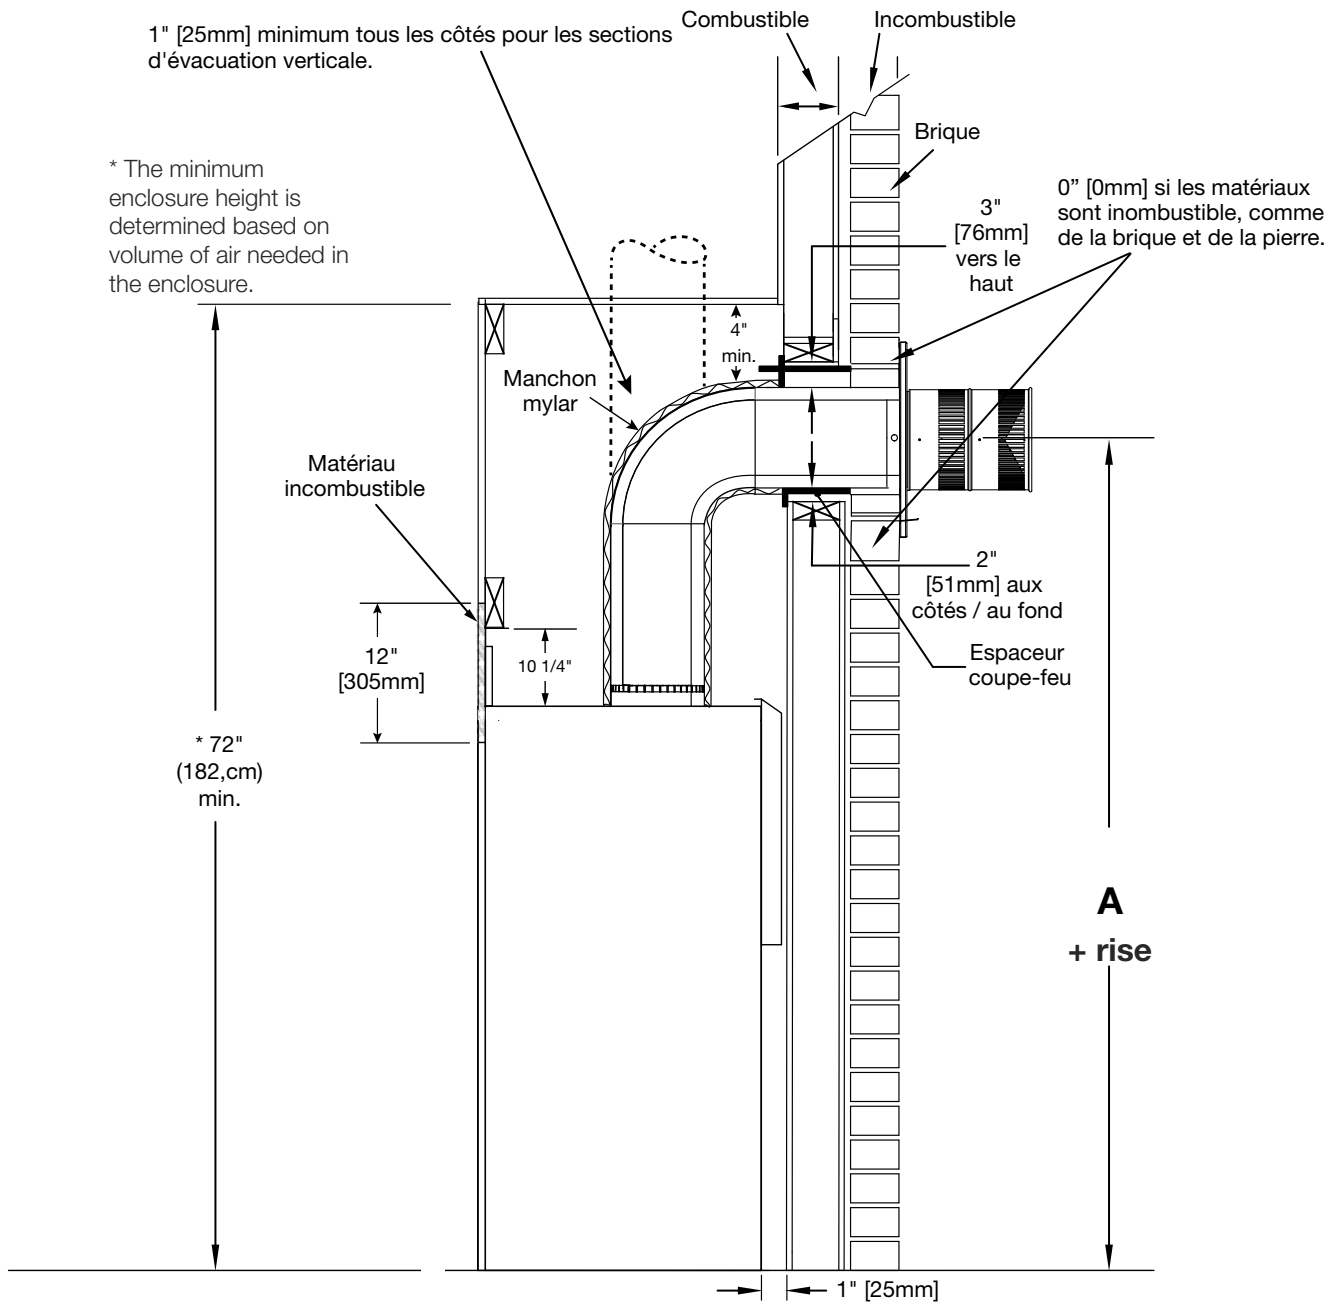 Combustible
Incombustible
1" [25mm] minimum tous les côtés pour les sections
d'évacuation verticale.
Brique
* The minimum
enclosure height is
determined based on
volume of air needed in
the enclosure.
0” [0mm] si les matériaux
sont inombustible, comme
de la brique et de la pierre.
3"
[76mm]
vers le
haut
4"
min.
Manchon
mylar
Matériau
incombustible
2"
[51mm] aux
côtés / au fond
12"
[305mm]
10 1/4"
Espaceur
coupe-feu
* 72"
(182,cm)
min.
A
+ rise
1" [25mm]